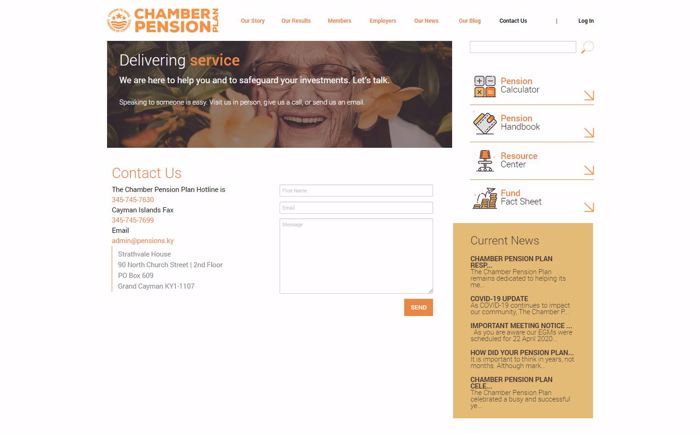 CHAMBER
PENSION
PLAN
Our Story
Our Results
Members
Employers
Our News
Our Blog
Contact Us
|
Log In
Delivering service
We are here to help you and to safeguard your investments. Let's talk.
Speaking to someone is easy. Visit us in person, give us a call, or send us an email.
Pension
Calculator
Pension
Handbook
Resource
Center
Fund
Fact Sheet
Contact Us
The Chamber Pension Plan Hotline is
345-745-7630
Cayman Islands Fax
345-745-7699
Email
admin@pensions.ky
Strathvale House
90 North Church Street | 2nd Floor
PO Box 609
Grand Cayman KY1-1107
First Name
Email
Message
SEND
Current News
CHAMBER PENSION PLAN
RESP...
The Chamber Pension Plan
remains dedicated to helping its
me...
COVID-19 UPDATE
As COVID-19 continues to impact
our community, The Chamber P...
IMPORTANT MEETING NOTICE ...
As you are aware our EGMs were
scheduled for 22 April 2020...
HOW DID YOUR PENSION PLAN...
It is important to think in years, not
months. Although mark...
CHAMBER PENSION PLAN
CELE...
The Chamber Pension Plan
celebrated a busy and successful
ye...